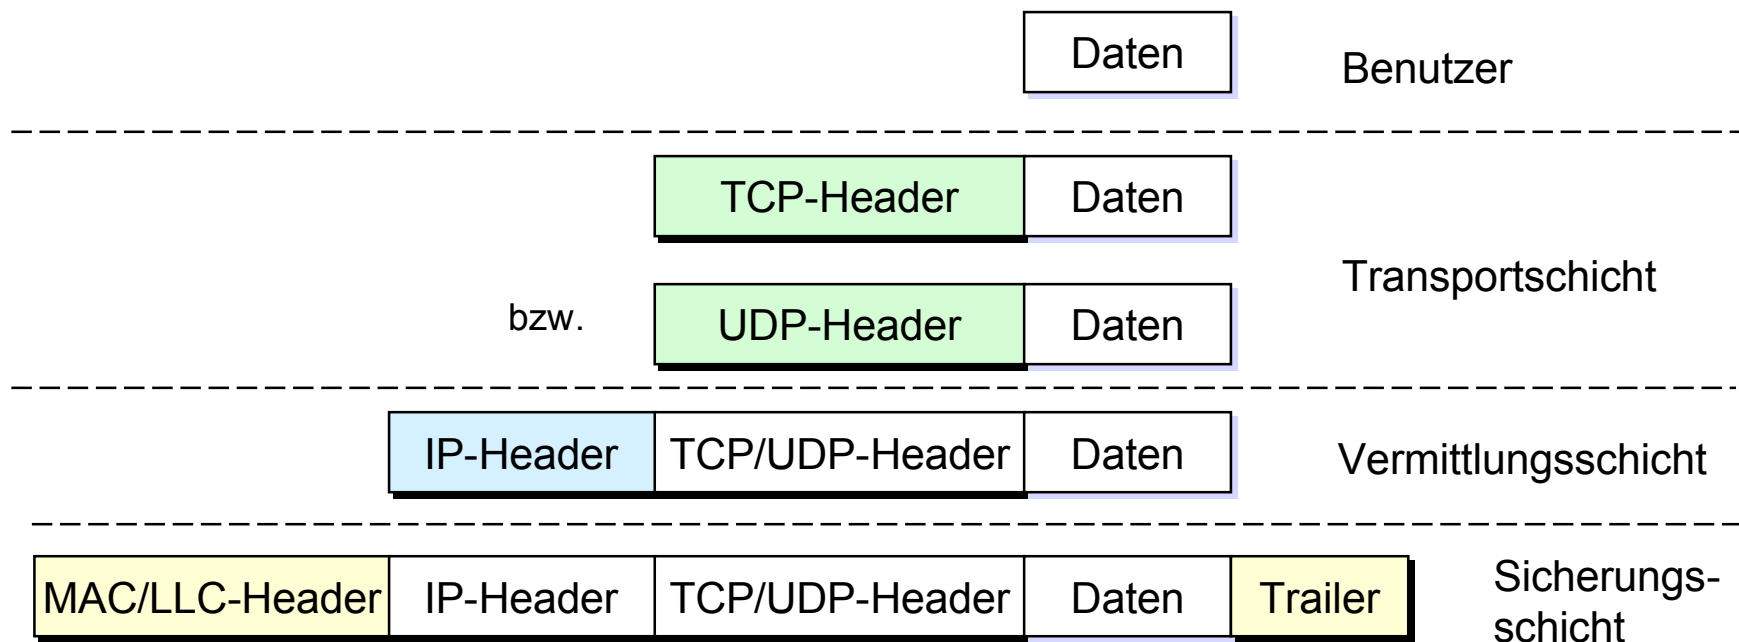 Daten Benutzer
TCP-Header Daten
Transportschicht
bzw. UDP-Header Daten
IP-Header TCP/UDP-Header Daten Vermittlungsschicht
MAC/LLC-Header IP-Header TCP/UDP-Header Daten Trailer Sicherungs-
schicht